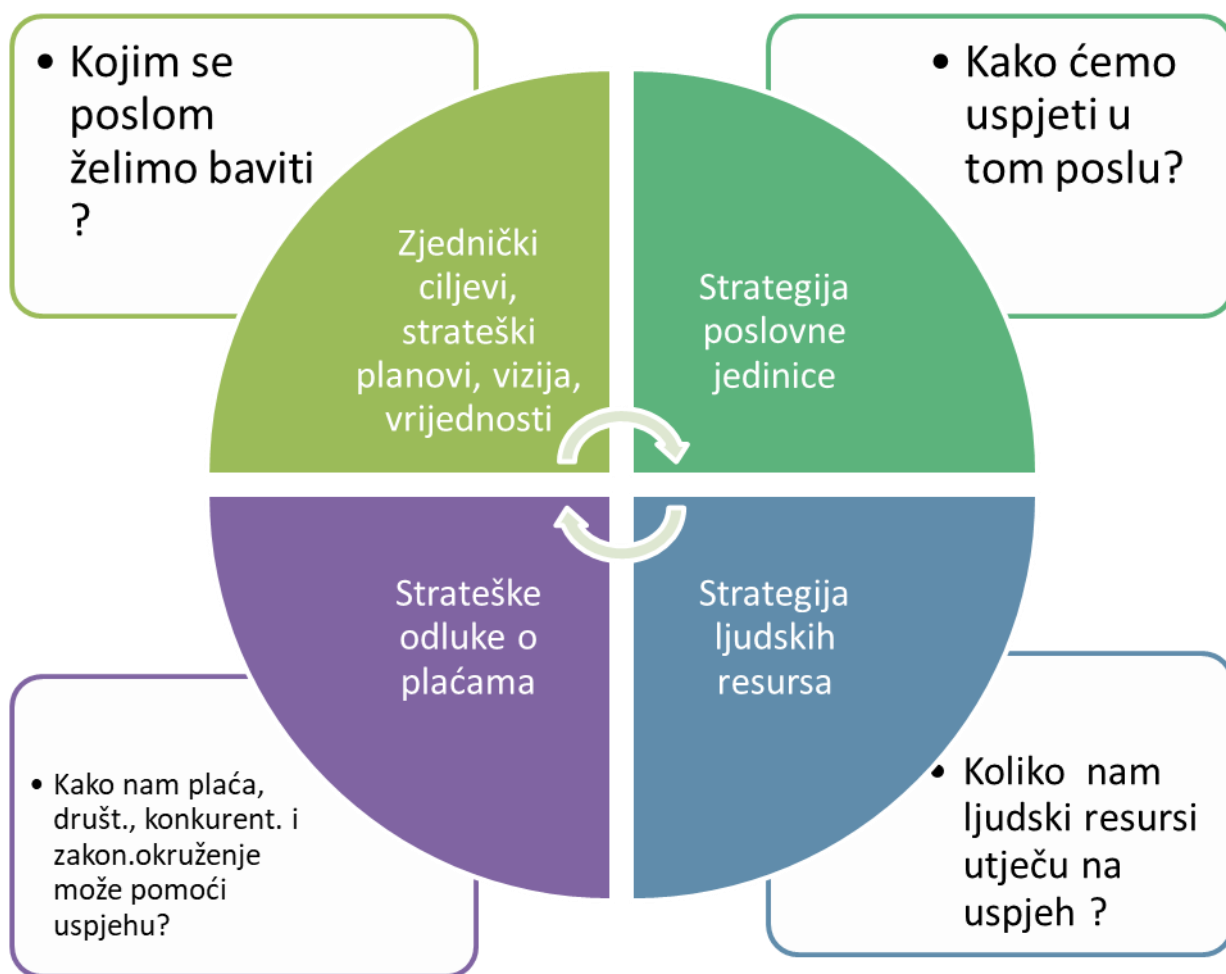 • Kojim se
poslom
želimo baviti
?
• Kako ćemo
uspjeti u
tom poslu?
Zjednički
ciljevi,
strateški
planovi, vizija,
vrijednosti
Strategija
poslovne
jedinice
Strateške
odluke o
plaćama
Strategija
ljudskih
resursa
• Kako nam plaća,
društ., konkurent. i
zakon.okruženje
može pomoći
uspjehu?
• Koliko nam
ljudski resursi
utječu na
uspjeh ?